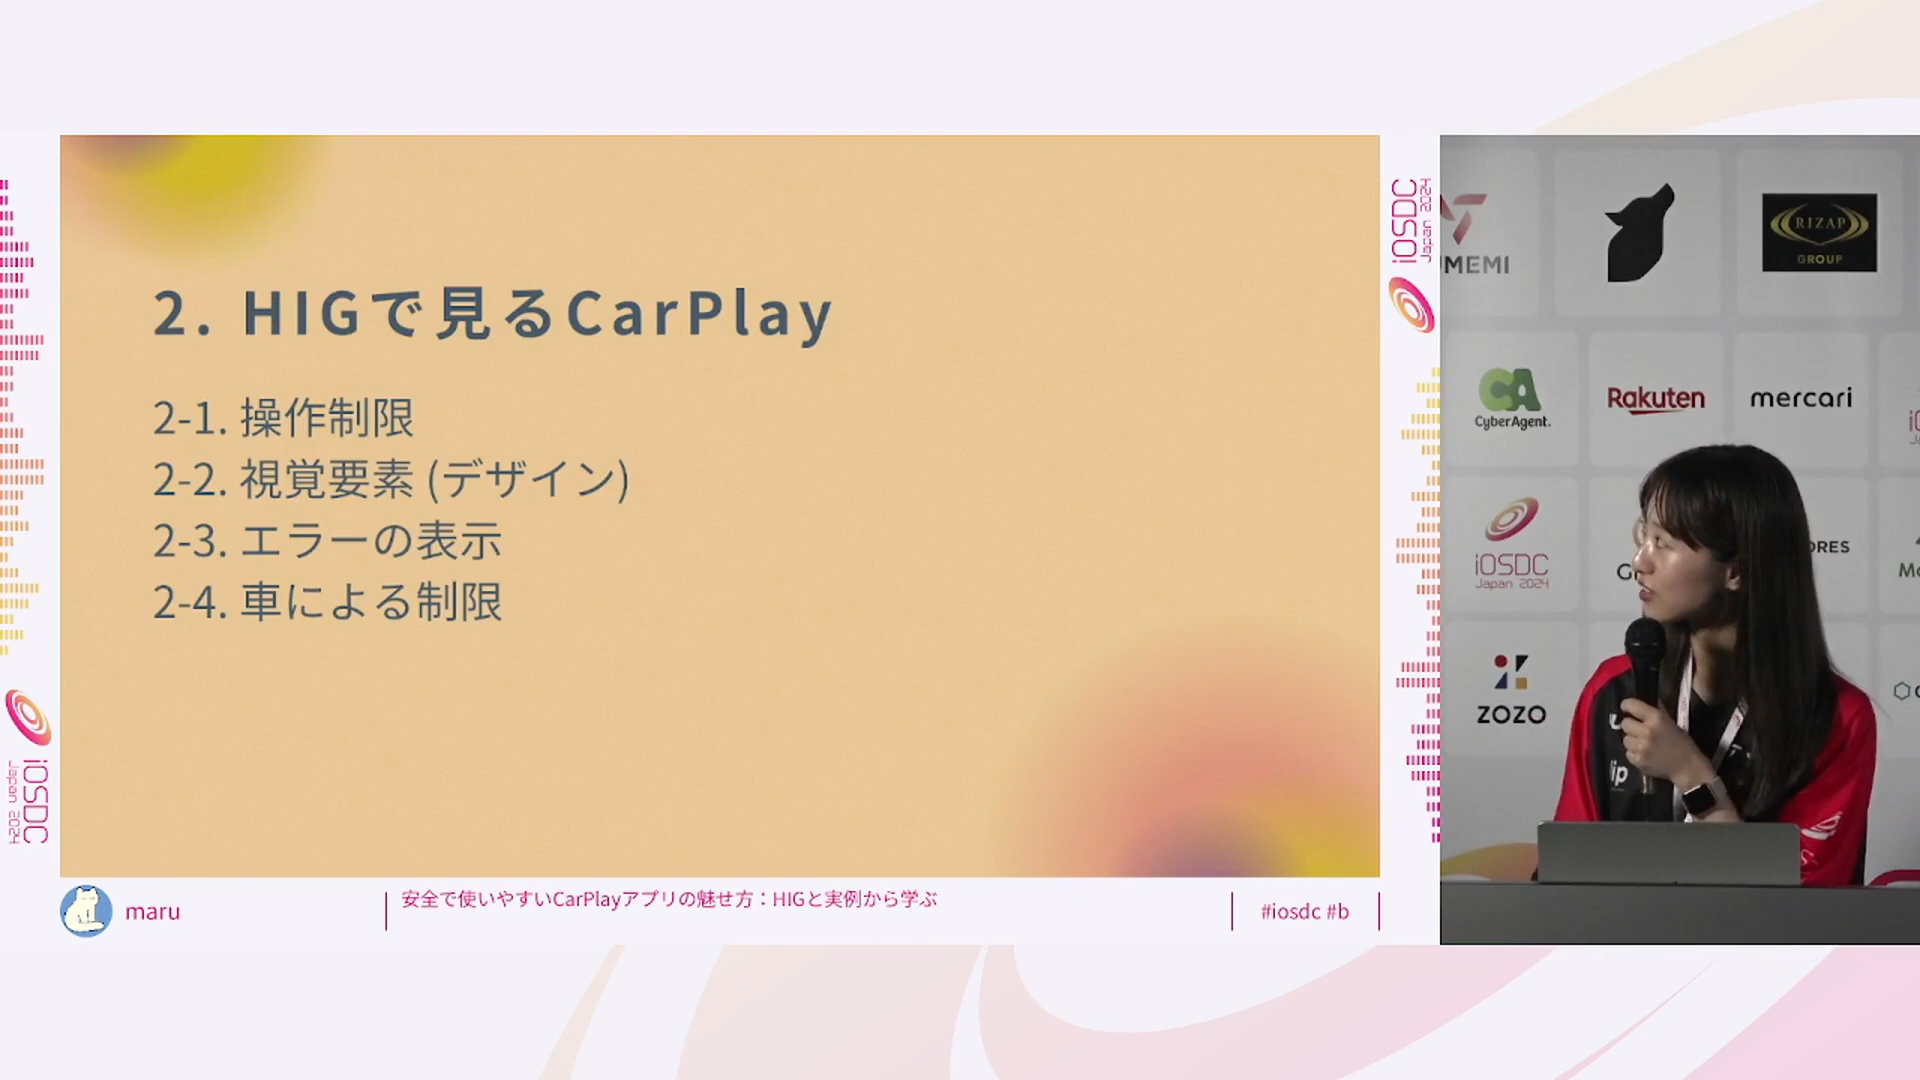 2. HIGで見るCarPlay
2-1. 操作制限
2-2. 視覚要素 (デザイン)
2-3. エラーの表示
2-4. 車による制限
maru
安全で使いやすいCarPlayアプリの魅せ方：HIGと実例から学ぶ
#iosdc #b
iOSDC
Japan 2024
iOSDC
Japan 2024
RIZAP
GROUP
CyberAgent.
Rakuten
mercari
iOSDC
Japan 2024
ZOZO